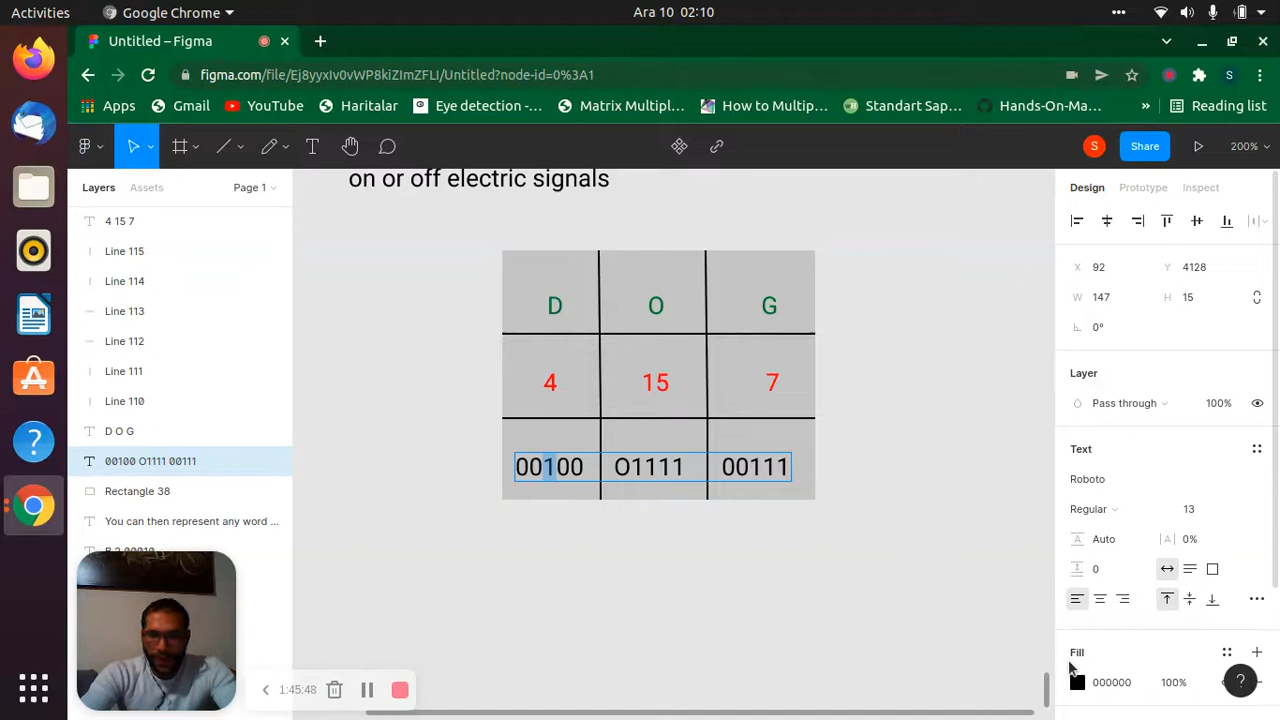 Activities
Google Chrome
Ara 10 02:10
Untitled – Figma
figma.com/file/Ej8yyxIv0vWP8kiZImZFLI/Untitled?node-id=0%3A1
S
Apps
Gmail
YouTube
Haritalar
Eye detection -...
Matrix Multipl...
How to Multip...
Standart Sap...
Hands-On-Ma...
»
Reading list
S
Share
200%
Layers
Assets
Page 1
4 15 7
Line 115
Line 114
Line 113
Line 112
Line 111
Line 110
D O G
00100 O1111 00111
Rectangle 38
You can then represent any word ...
B 2 00010
on or off electric signals
D O G
4 15 7
00100 O1111 00111
1:45:48
Design
Prototype
Inspect
X 92
Y 4128
W 147
H 15
0°
Layer
Pass through
100%
Text
Roboto
Regular
13
Auto
0%
0
Fill
000000
100%
?